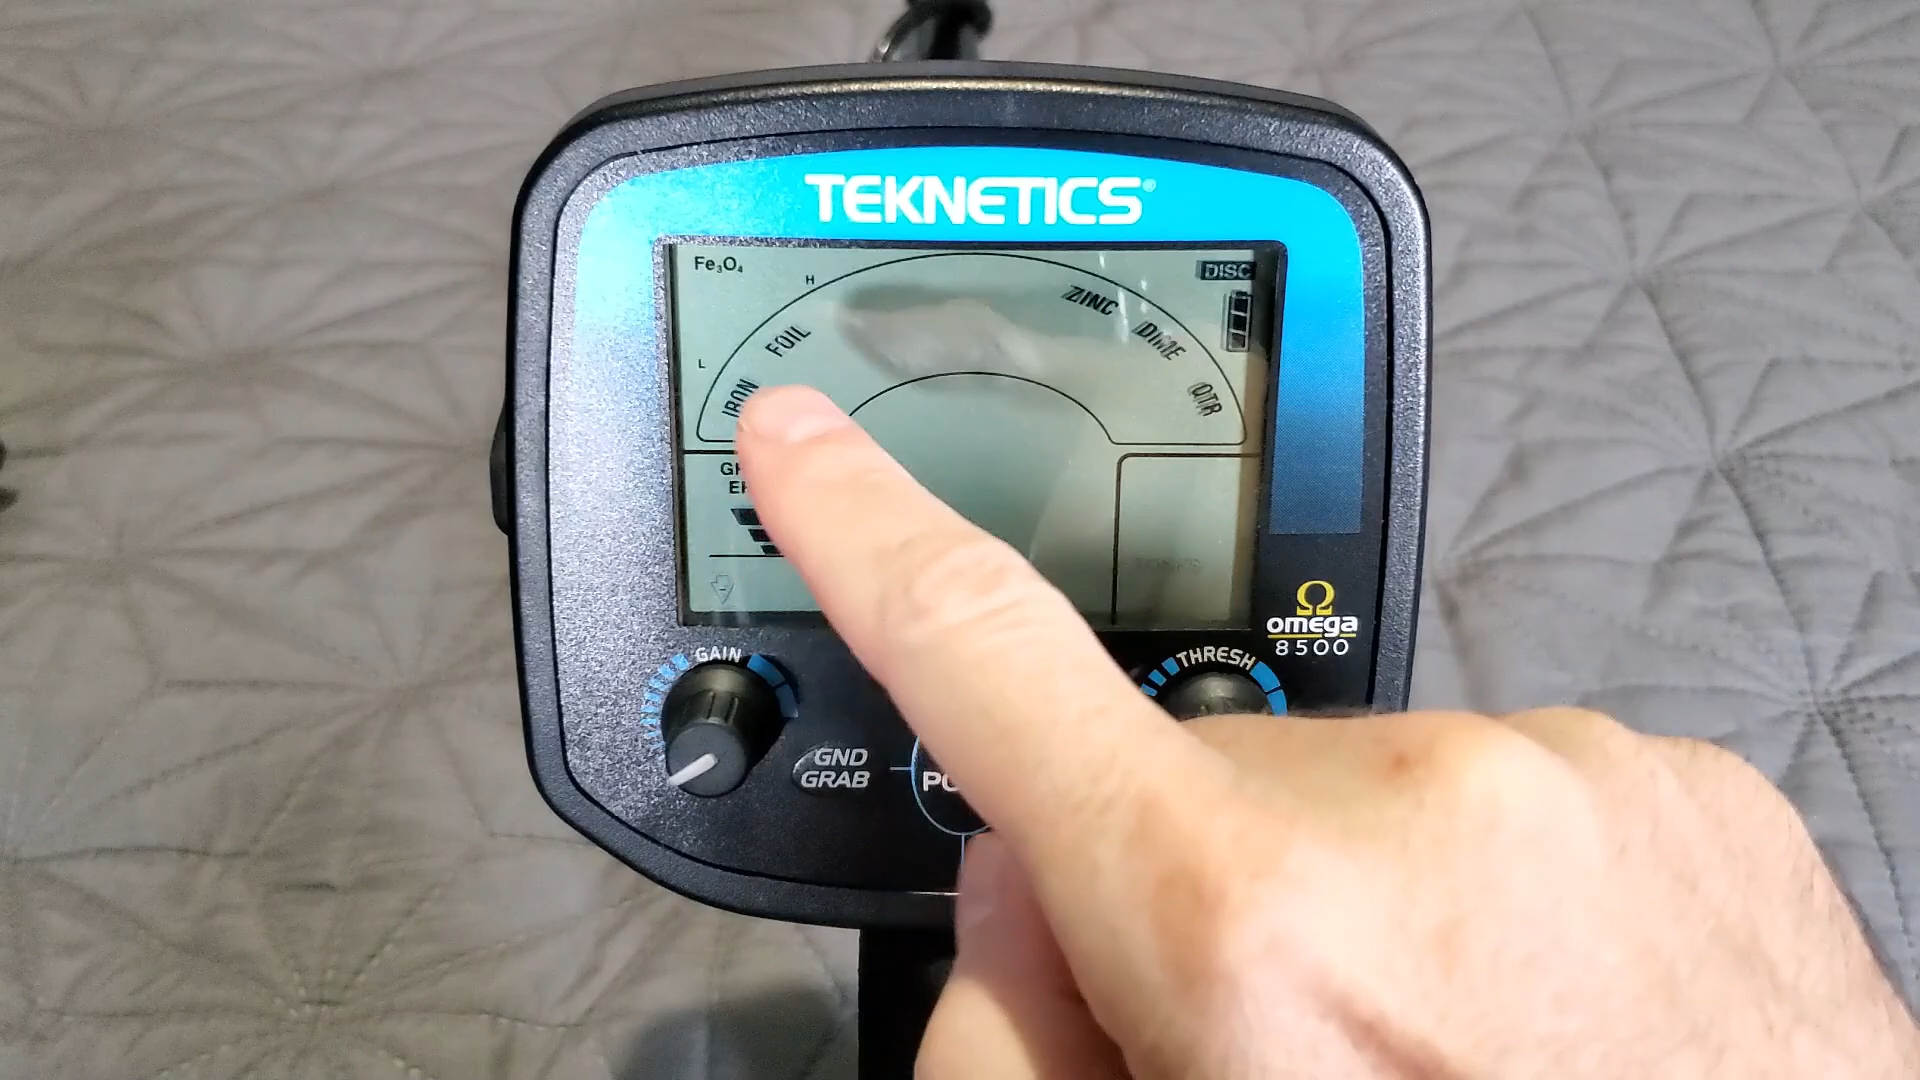 TEKNETICS®
Fe₃O₄
H
DISC
ZINC
FOIL
DIME
L
IRON
QTR
omega
8500
GAIN
THRESH
GND
GRAB